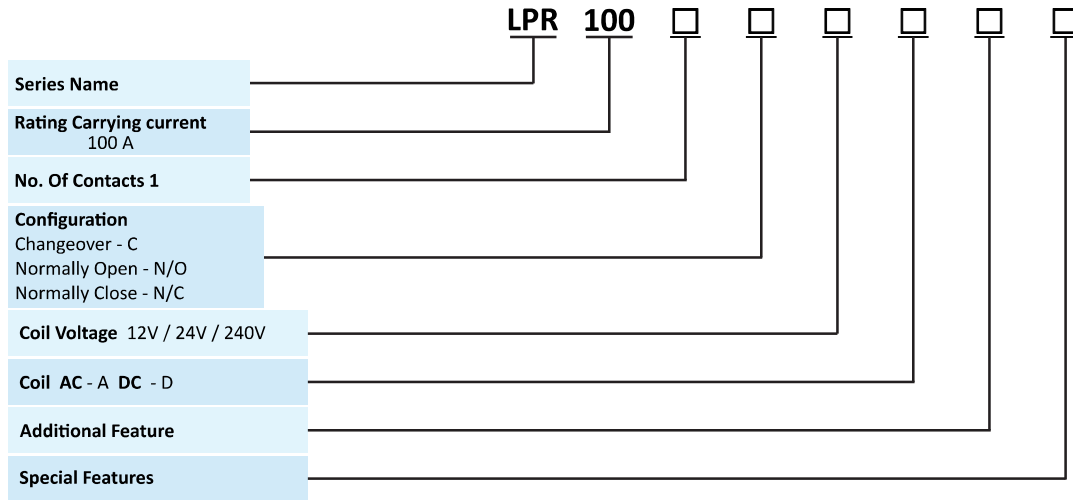 LPR 100 □ □ □ □ □ □
Series Name
Rating Carrying current
100 A
No. Of Contacts 1
Configuration
Changeover - C
Normally Open - N/O
Normally Close - N/C
Coil Voltage 12V / 24V / 240V
Coil AC - A DC - D
Additional Feature
Special Features